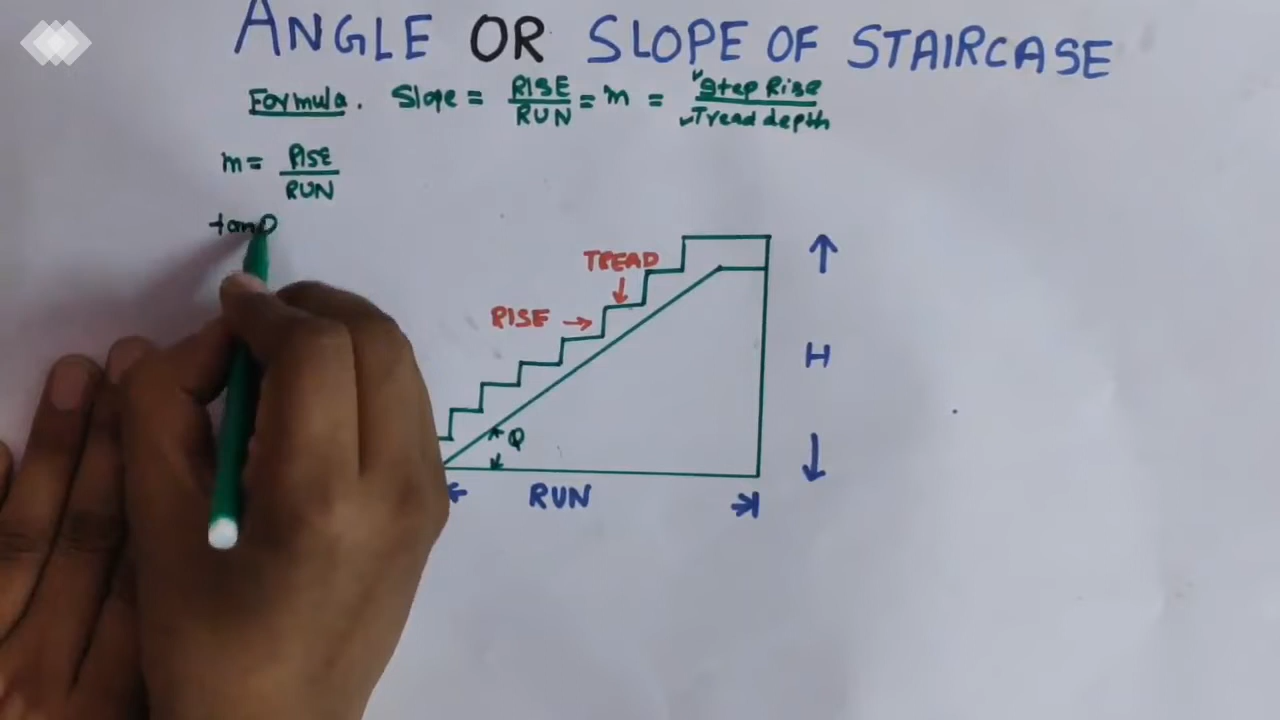 ANGLE OR SLOPE OF STAIRCASE
Formula. Slope = RISE/RUN = m = Step Rise/Tread depth
m = RISE/RUN
tanθ
TREAD
RISE →
H
θ
RUN